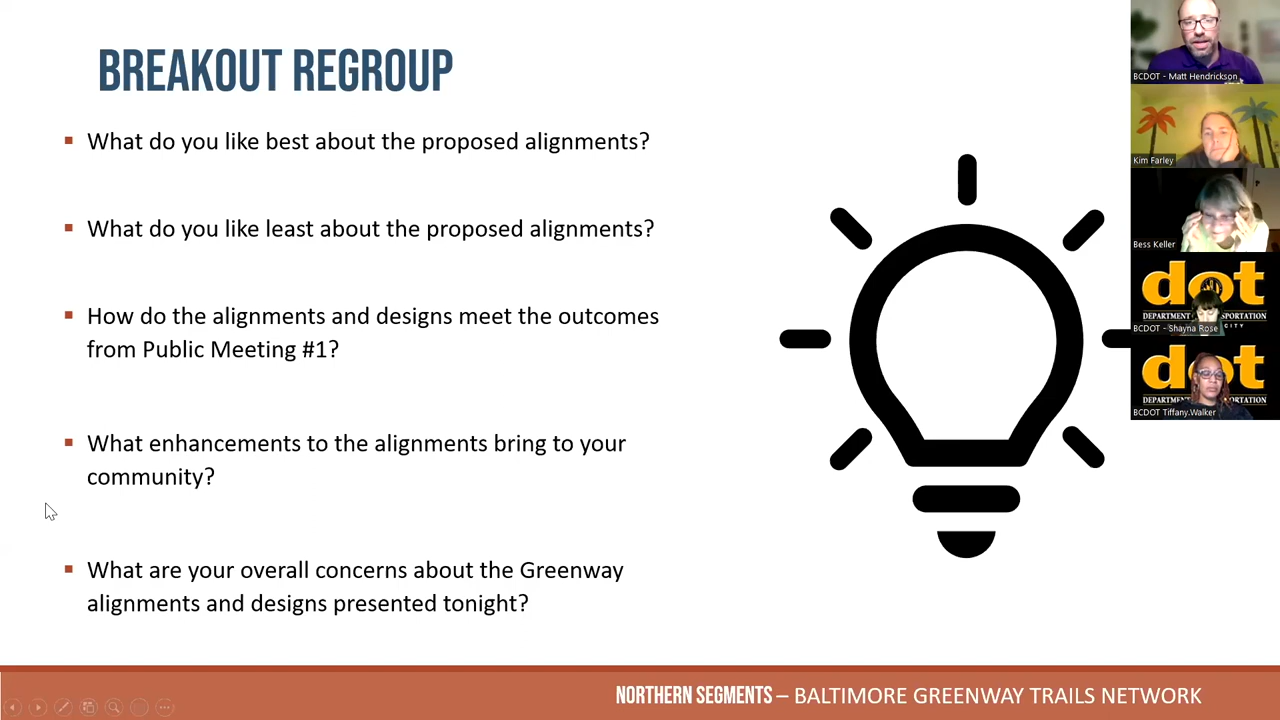 BREAKOUT REGROUP
What do you like best about the proposed alignments?
What do you like least about the proposed alignments?
How do the alignments and designs meet the outcomes
from Public Meeting #1?
What enhancements to the alignments bring to your
community?
What are your overall concerns about the Greenway
alignments and designs presented tonight?
NORTHERN SEGMENTS – BALTIMORE GREENWAY TRAILS NETWORK
BCDOT - Matt Hendrickson
Kim Farley
Bess Keller
dot
BCDOT - Shayna Rose
dot
BCDOT Tiffany.Walker